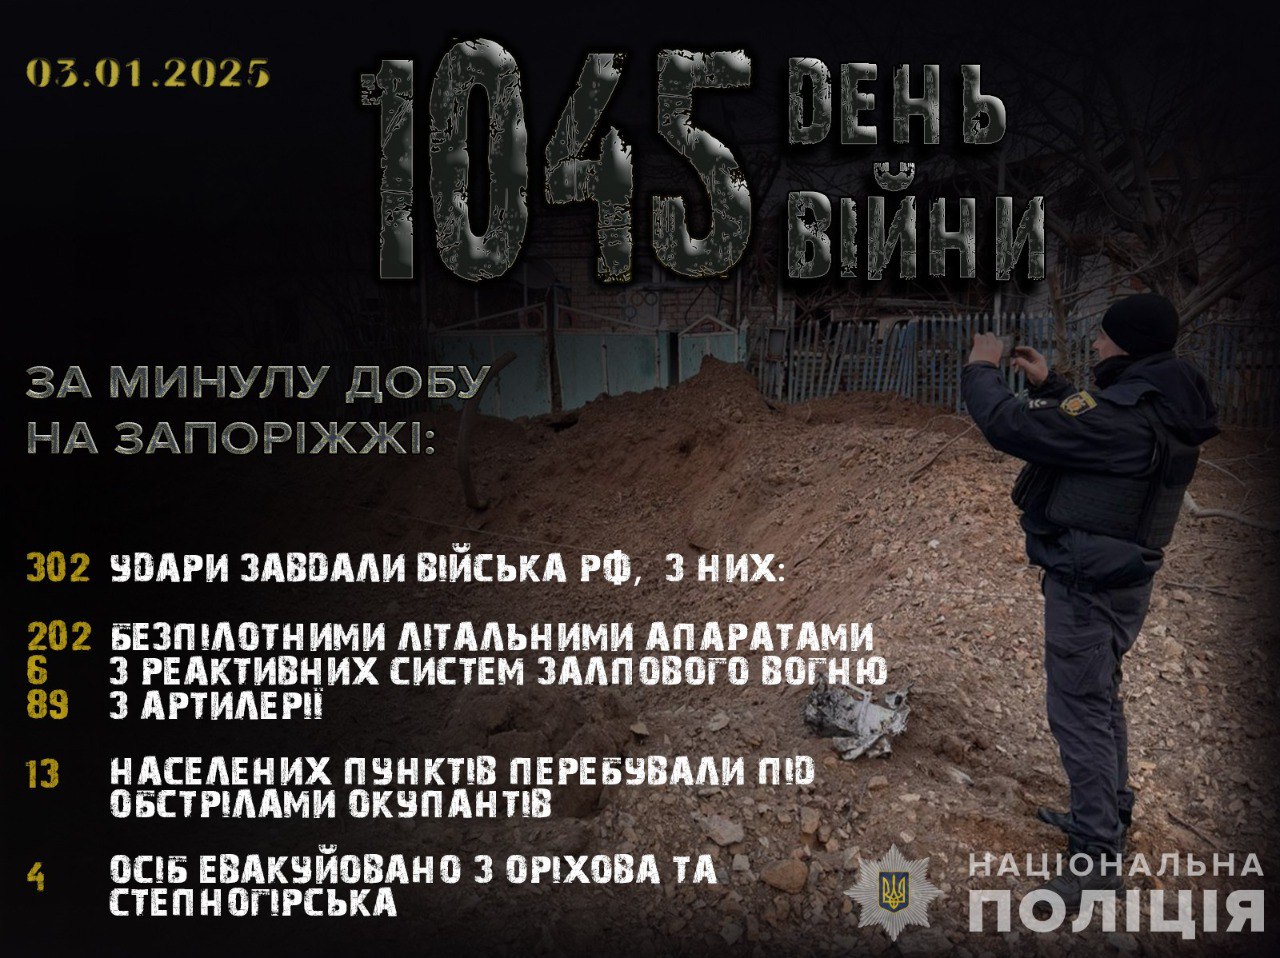 03.01.2025
1045 ДЕНЬ
ВІЙНИ
ЗА МИНУЛУ ДОБУ
НА ЗАПОРІЖЖІ:
302 УДАРИ ЗАВДАЛИ ВІЙСЬКА РФ, З НИХ:
202 БЕЗПІЛОТНИМИ ЛІТАЛЬНИМИ АПАРАТАМИ
6 З РЕАКТИВНИХ СИСТЕМ ЗАЛПОВОГО ВОГНЮ
89 З АРТИЛЕРІЇ
13 НАСЕЛЕНИХ ПУНКТІВ ПЕРЕБУВАЛИ ПІД
ОБСТРІЛАМИ ОКУПАНТІВ
4 ОСІБ ЕВАКУЙОВАНО З ОРІХОВА ТА
СТЕПНОГІРСЬКА
НАЦІОНАЛЬНА
ПОЛІЦІЯ